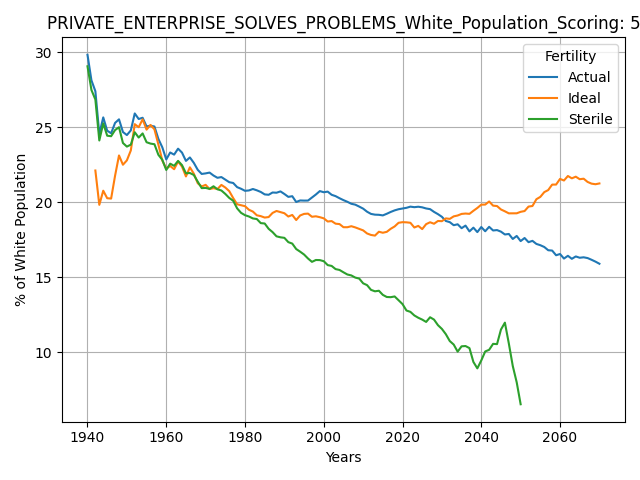 PRIVATE_ENTERPRISE_SOLVES_PROBLEMS_White_Population_Scoring: 5
30
25
20
15
10
% of White Population
1940
1960
1980
2000
2020
2040
2060
Years
Fertility
Actual
Ideal
Sterile